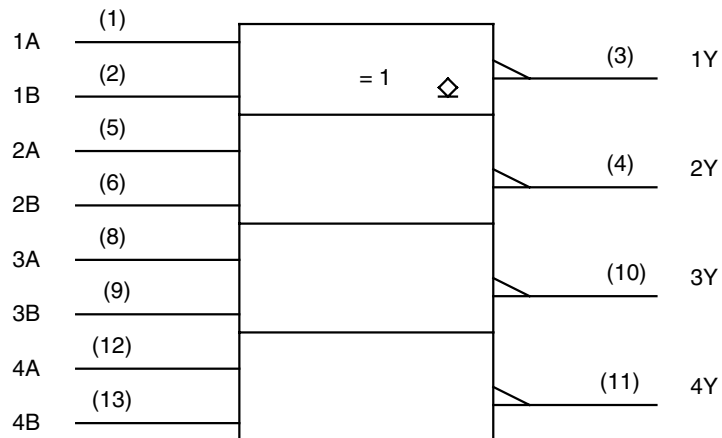 1A (1)
1B (2)
2A (5)
2B (6)
3A (8)
3B (9)
4A (12)
4B (13)
= 1
(3) 1Y
(4) 2Y
(10) 3Y
(11) 4Y